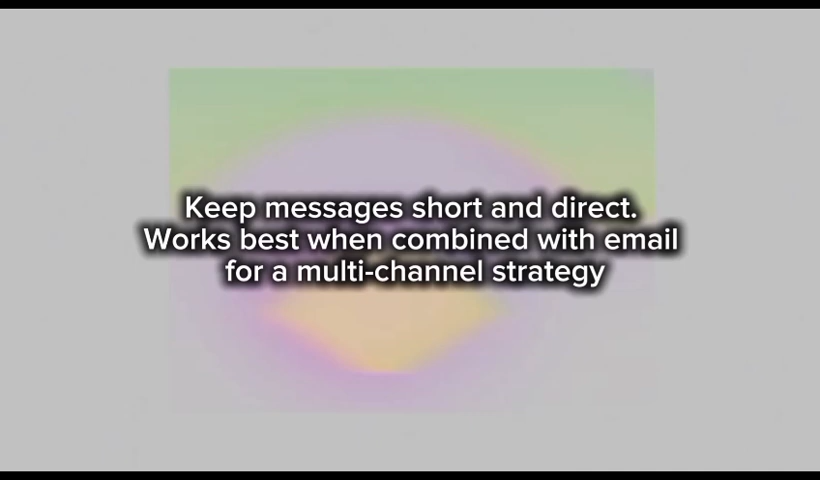 Keep messages short and direct.
Works best when combined with email
for a multi-channel strategy